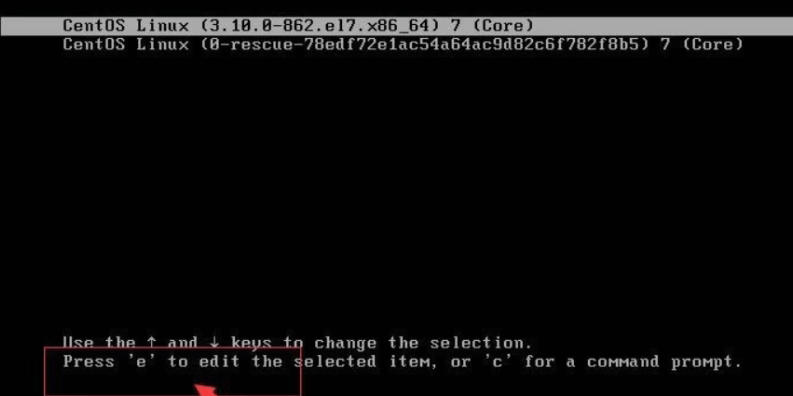 CentOS Linux (3.10.0-862.el7.x86_64) 7 (Core)
CentOS Linux (0-rescue-78edf72e1ac54a64ac9d82c6f782f8b5) 7 (Core)
Use the ↑ and ↓ keys to change the selection.
Press 'e' to edit the selected item, or 'c' for a command prompt.